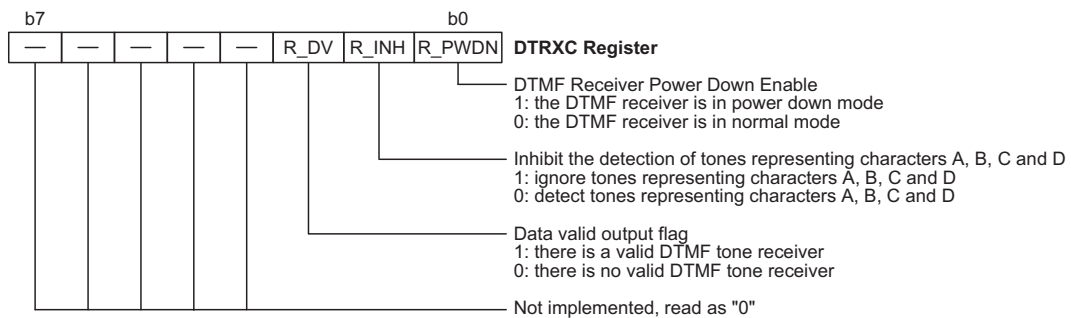 b7 b0
— — — — — R_DV R_INH R_PWDN DTRXC Register
DTMF Receiver Power Down Enable
1: the DTMF receiver is in power down mode
0: the DTMF receiver is in normal mode
Inhibit the detection of tones representing characters A, B, C and D
1: ignore tones representing characters A, B, C and D
0: detect tones representing characters A, B, C and D
Data valid output flag
1: there is a valid DTMF tone receiver
0: there is no valid DTMF tone receiver
Not implemented, read as "0"